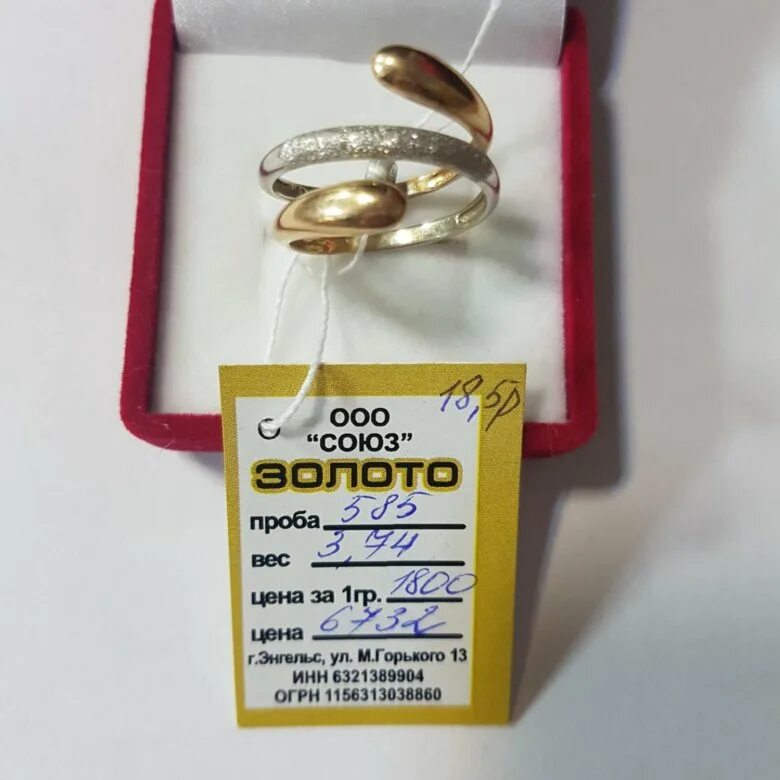 18,5р
ООО
"СОЮЗ"
ЗОЛОТО
проба 585
вес 3,74
цена за 1гр. 1800
цена 6732
г.Энгельс, ул. М.Горького 13
ИНН 6321389904
ОГРН 1156313038860